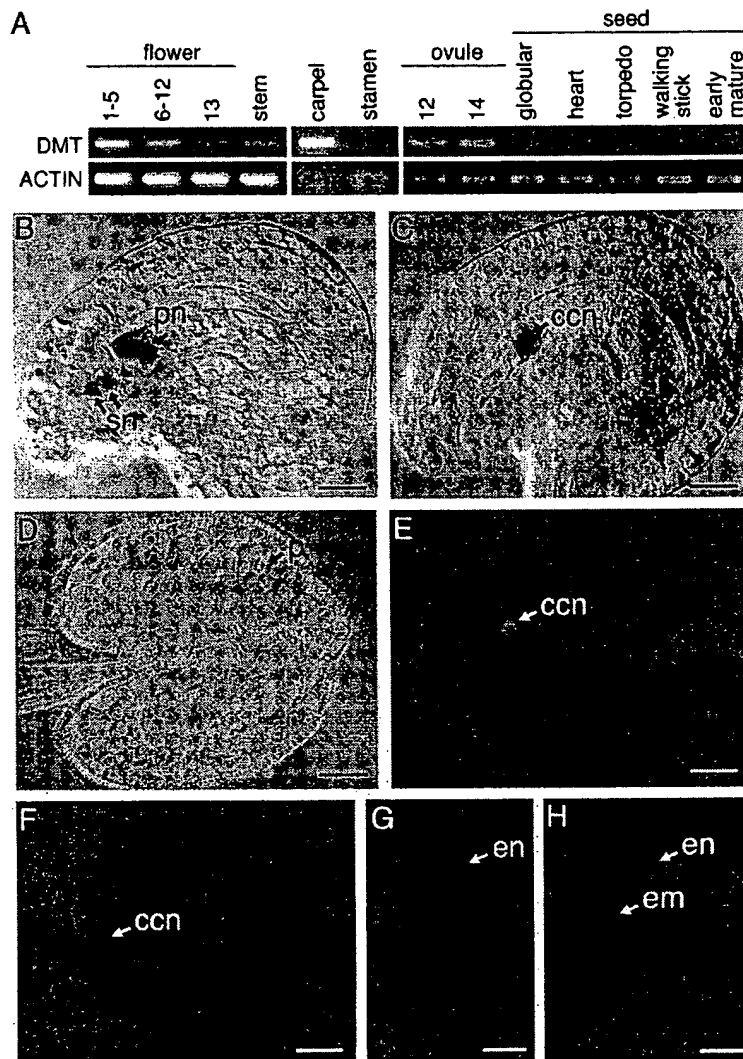 A
flower
ovule
seed
1-5
6-12
13
stem
carpel
stamen
12
14
globular
heart
torpedo
walking stick
early mature
DMT
ACTIN
B
pn
sn
C
ccn
D
p
E
ccn
F
ccn
G
en
H
en
em